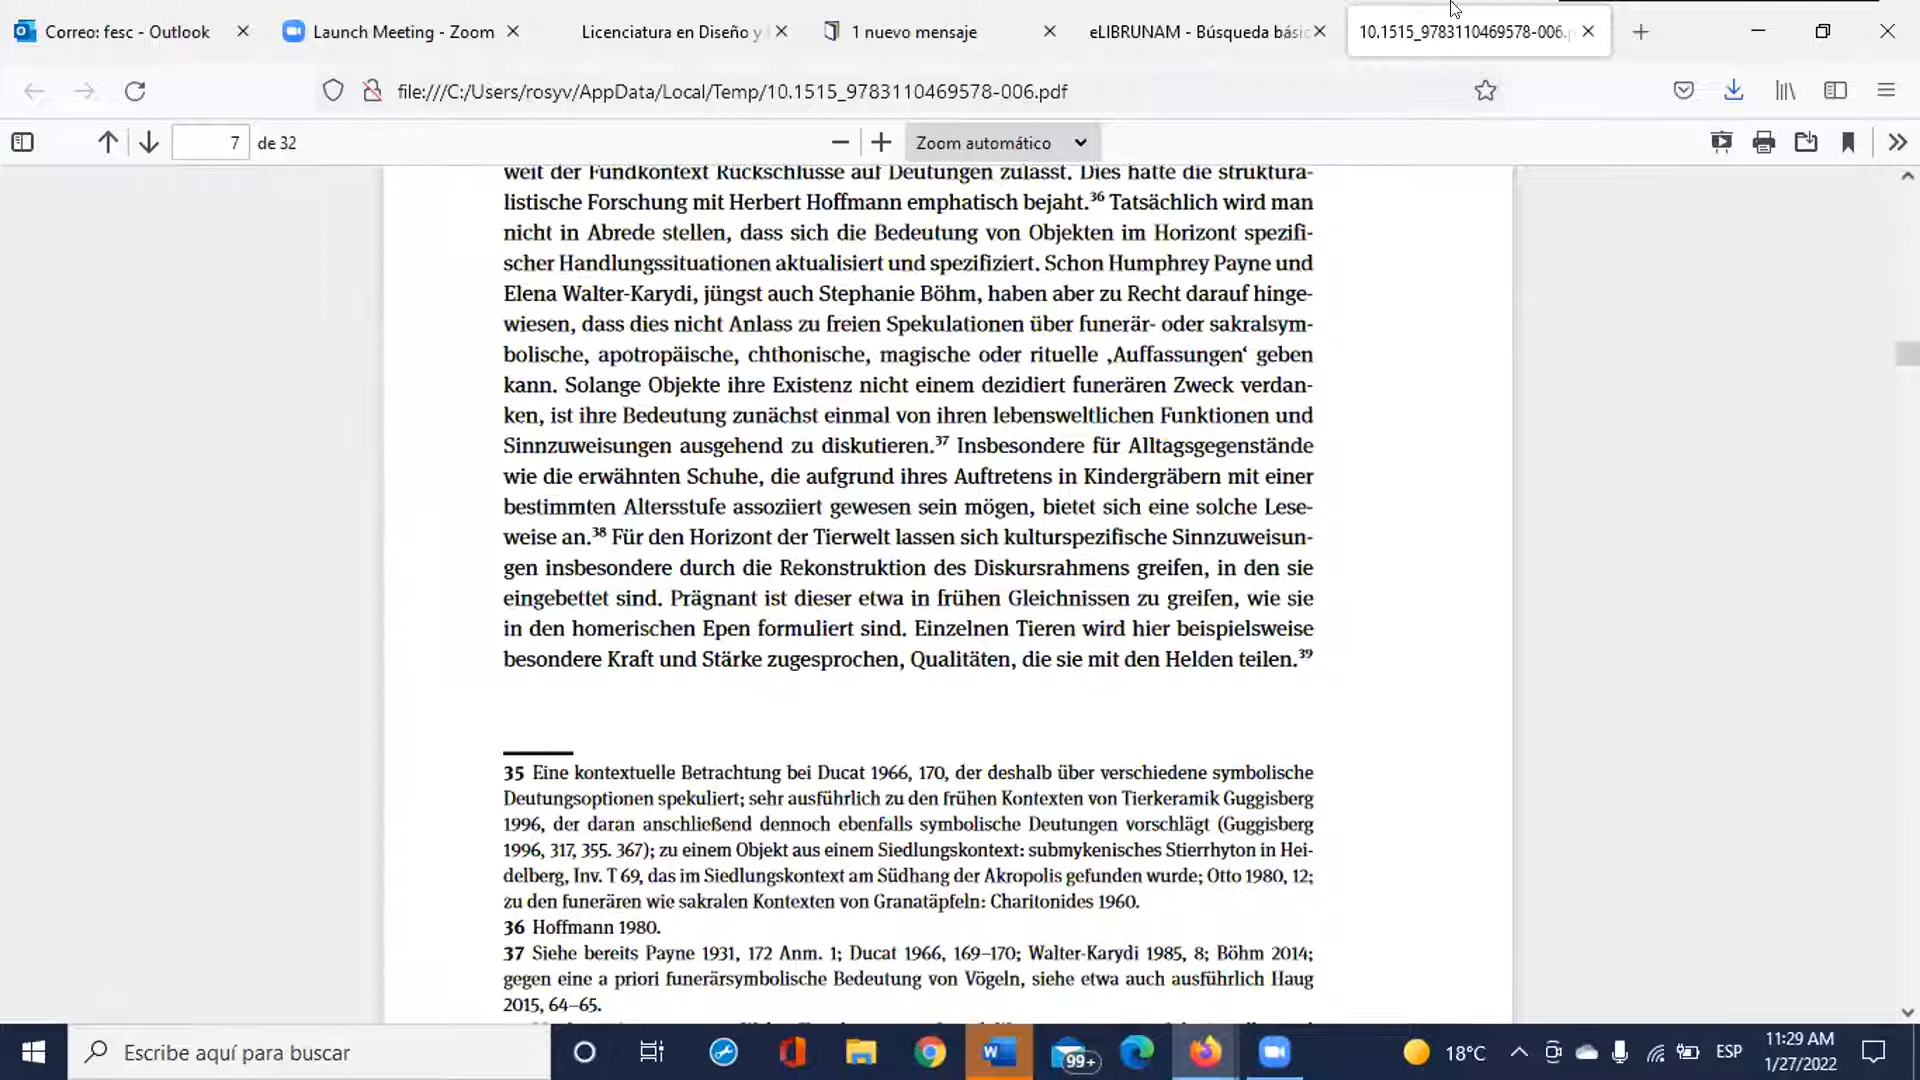 Correo: fesc - Outlook
Launch Meeting - Zoom
Licenciatura en Diseño y
1 nuevo mensaje
eLIBRUNAM - Búsqueda bási
10.1515_9783110469578-006.p
file:///C:/Users/rosyv/AppData/Local/Temp/10.1515_9783110469578-006.pdf
7 de 32
Zoom automático
weit der Fundkontext Rückschlüsse auf Deutungen zulässt. Dies hatte die struktura-
listische Forschung mit Herbert Hoffmann emphatisch bejaht.³⁶ Tatsächlich wird man
nicht in Abrede stellen, dass sich die Bedeutung von Objekten im Horizont spezifi-
scher Handlungssituationen aktualisiert und spezifiziert. Schon Humphrey Payne und
Elena Walter-Karydi, jüngst auch Stephanie Böhm, haben aber zu Recht darauf hinge-
wiesen, dass dies nicht Anlass zu freien Spekulationen über funerär- oder sakralsym-
bolische, apotropäische, chthonische, magische oder rituelle ‚Auffassungen‘ geben
kann. Solange Objekte ihre Existenz nicht einem dezidiert funerären Zweck verdan-
ken, ist ihre Bedeutung zunächst einmal von ihren lebensweltlichen Funktionen und
Sinnzuweisungen ausgehend zu diskutieren.³⁷ Insbesondere für Alltagsgegenstände
wie die erwähnten Schuhe, die aufgrund ihres Auftretens in Kindergräbern mit einer
bestimmten Altersstufe assoziiert gewesen sein mögen, bietet sich eine solche Lese-
weise an.³⁸ Für den Horizont der Tierwelt lassen sich kulturspezifische Sinnzuweisun-
gen insbesondere durch die Rekonstruktion des Diskursrahmens greifen, in den sie
eingebettet sind. Prägnant ist dieser etwa in frühen Gleichnissen zu greifen, wie sie
in den homerischen Epen formuliert sind. Einzelnen Tieren wird hier beispielsweise
besondere Kraft und Stärke zugesprochen, Qualitäten, die sie mit den Helden teilen.³⁹
35 Eine kontextuelle Betrachtung bei Ducat 1966, 170, der deshalb über verschiedene symbolische
Deutungsoptionen spekuliert; sehr ausführlich zu den frühen Kontexten von Tierkeramik Guggisberg
1996, der daran anschließend dennoch ebenfalls symbolische Deutungen vorschlägt (Guggisberg
1996, 317, 355. 367); zu einem Objekt aus einem Siedlungskontext: submykenisches Stierrhyton in Hei-
delberg, Inv. T 69, das im Siedlungskontext am Südhang der Akropolis gefunden wurde; Otto 1980, 12;
zu den funerären wie sakralen Kontexten von Granatäpfeln: Charitonides 1960.
36 Hoffmann 1980.
37 Siehe bereits Payne 1931, 172 Anm. 1; Ducat 1966, 169–170; Walter-Karydi 1985, 8; Böhm 2014;
gegen eine a priori funerärsymbolische Bedeutung von Vögeln, siehe etwa auch ausführlich Haug
2015, 64–65.
Escribe aquí para buscar
99+
18°C
ESP
11:29 AM
1/27/2022